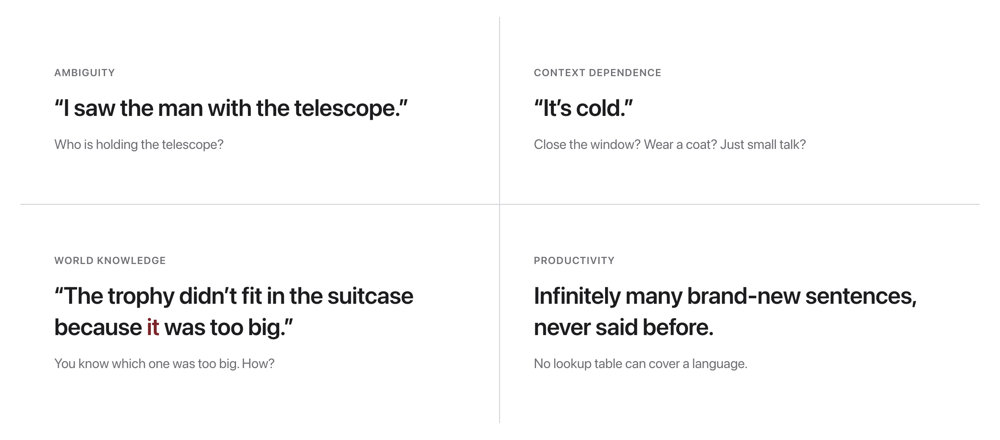 AMBIGUITY
“I saw the man with the telescope.”
Who is holding the telescope?
CONTEXT DEPENDENCE
“It’s cold.”
Close the window? Wear a coat? Just small talk?
WORLD KNOWLEDGE
“The trophy didn’t fit in the suitcase
because it was too big.”
You know which one was too big. How?
PRODUCTIVITY
Infinitely many brand-new sentences,
never said before.
No lookup table can cover a language.